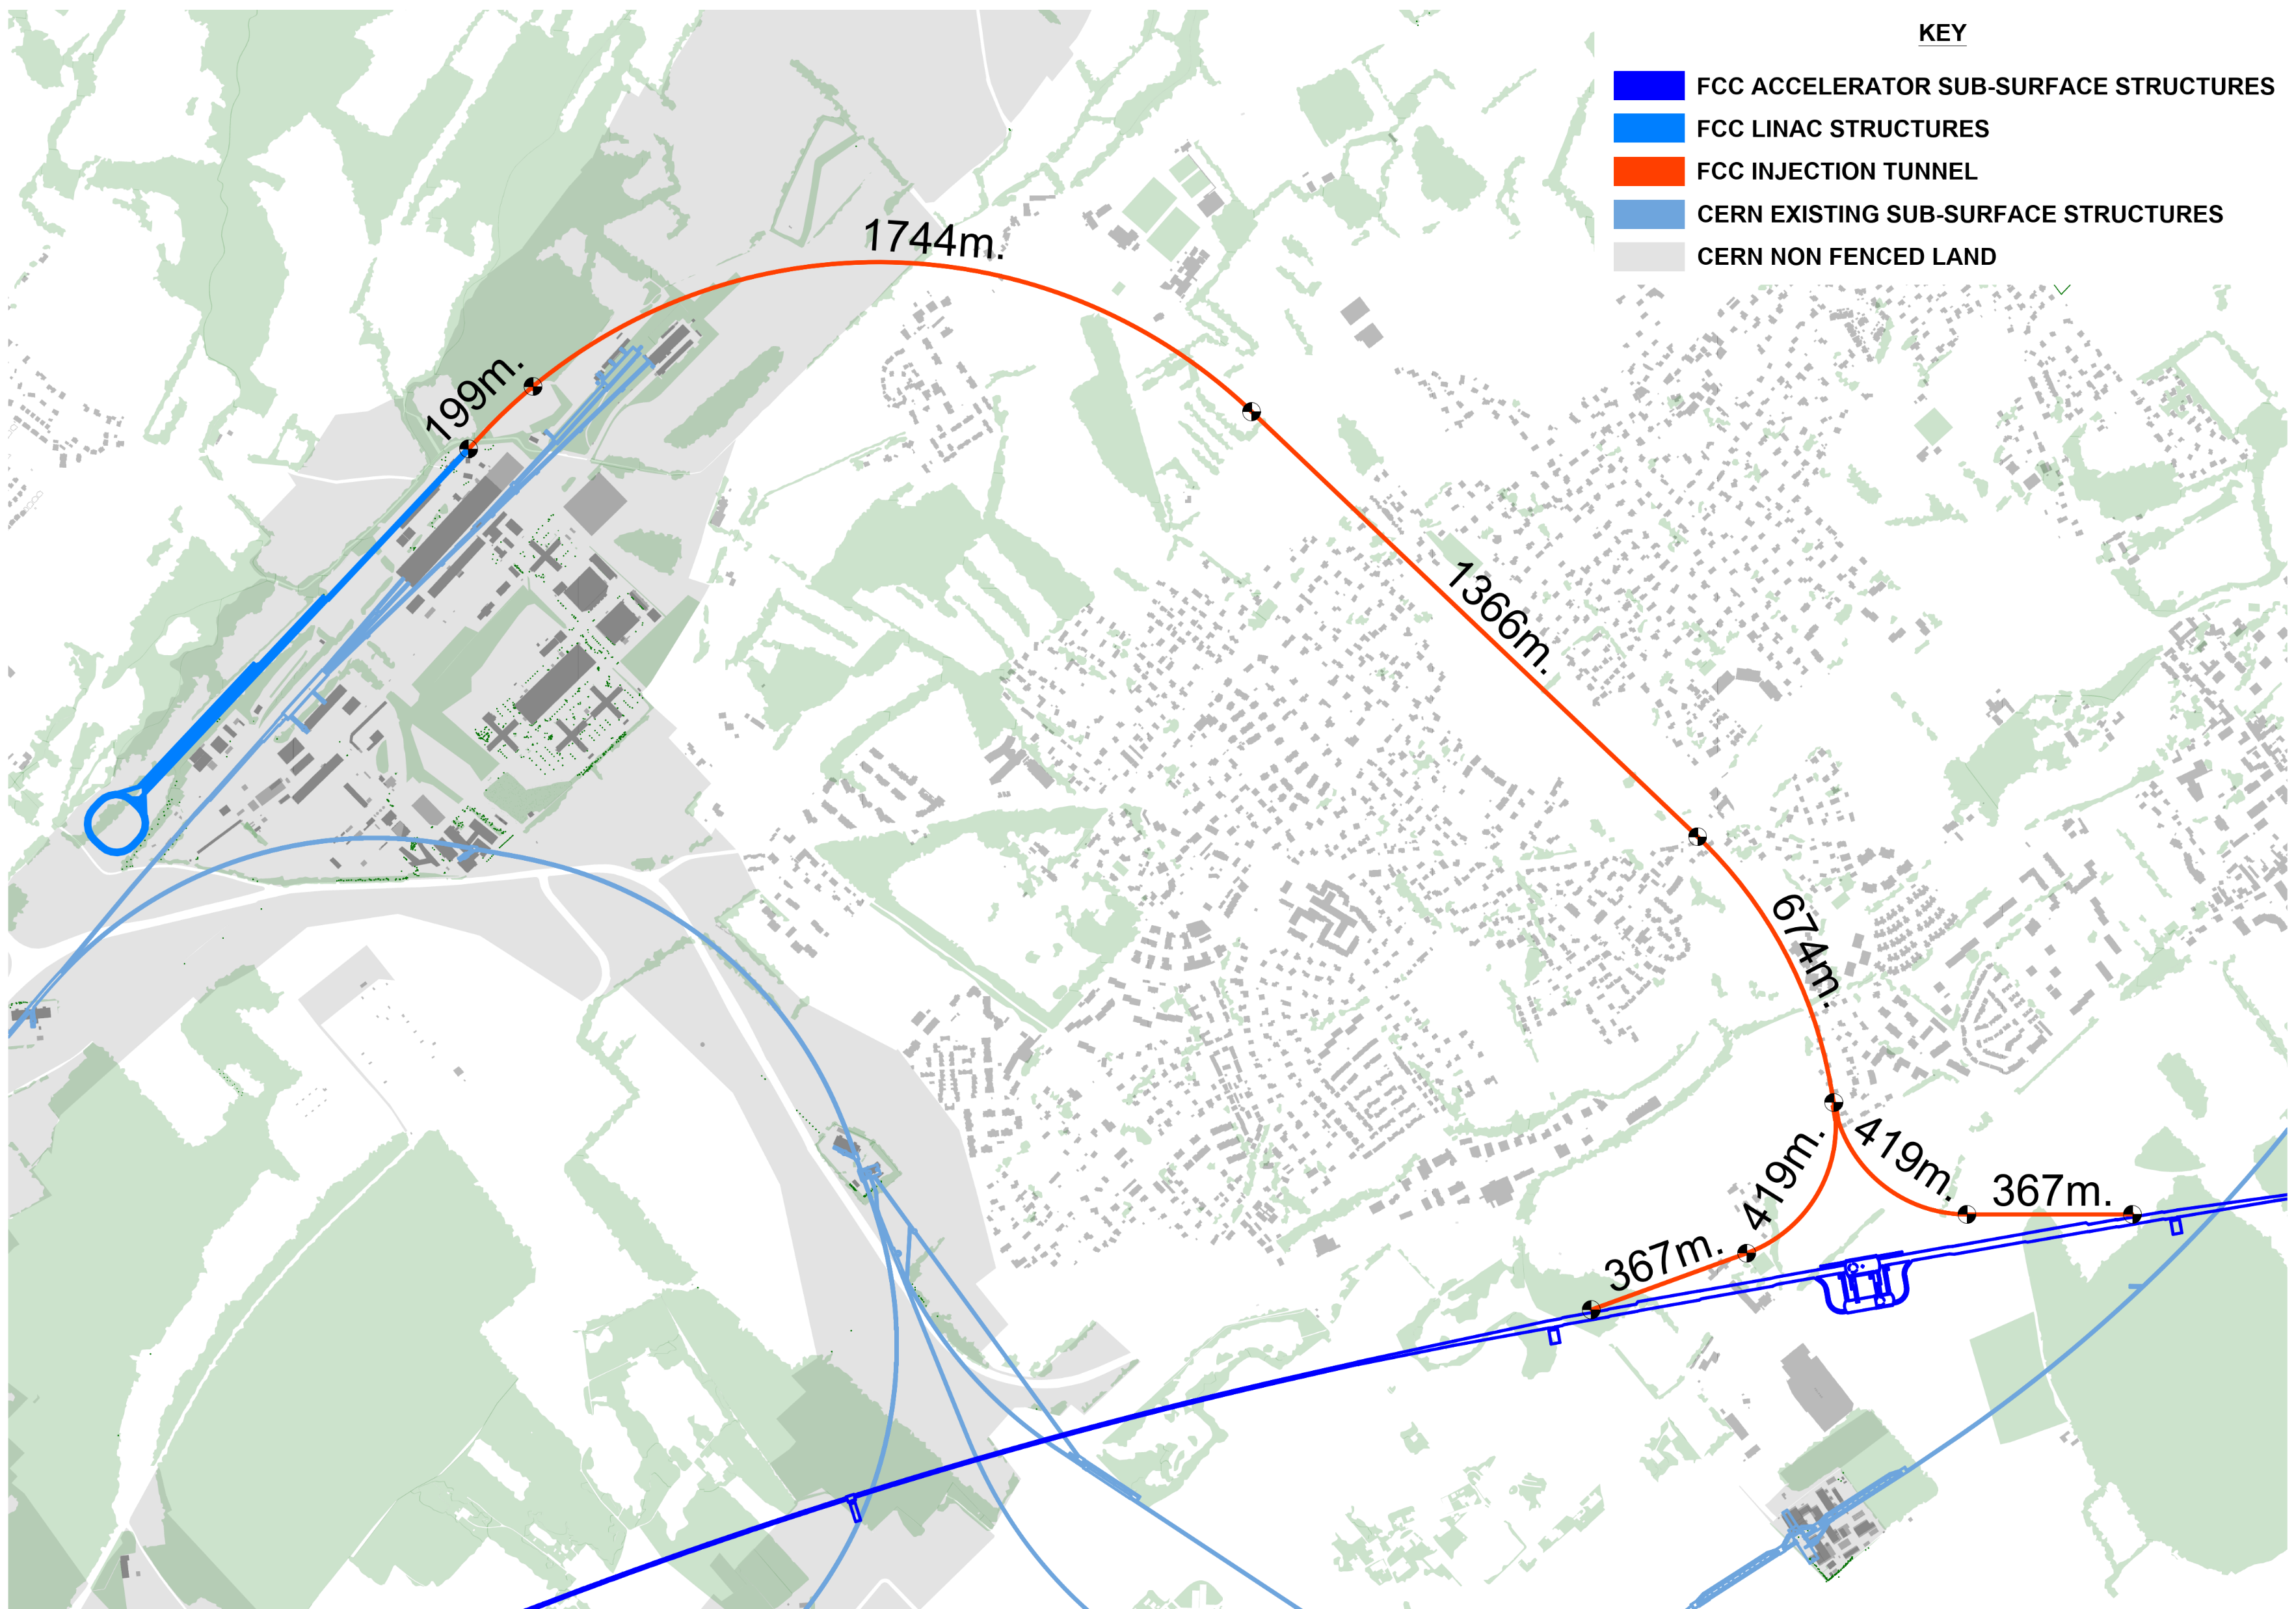 KEY
FCC ACCELERATOR SUB-SURFACE STRUCTURES
FCC LINAC STRUCTURES
FCC INJECTION TUNNEL
CERN EXISTING SUB-SURFACE STRUCTURES
CERN NON FENCED LAND
1744m.
199m.
1366m.
674m.
419m.
419m.
367m.
367m.